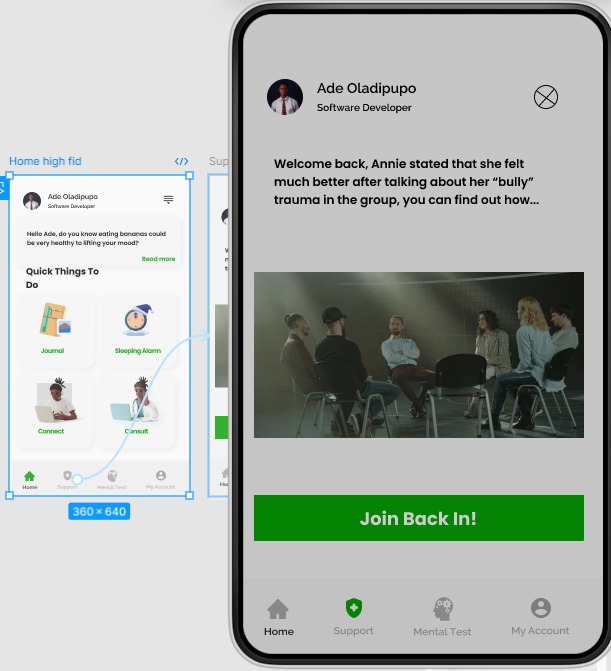 Home high fid
</>
Sup
Ade Oladipupo
Software Developer
Hello Ade, do you know eating bananas could
be very healthy to lifting your mood?
Read more
Quick Things To
Do
Journal
Sleeping Alarm
Connect
Consult
Home
Support
Mental Test
My Account
360 × 640
Ade Oladipupo
Software Developer
Welcome back, Annie stated that she felt
much better after talking about her “bully”
trauma in the group, you can find out how...
Join Back In!
Home
Support
Mental Test
My Account